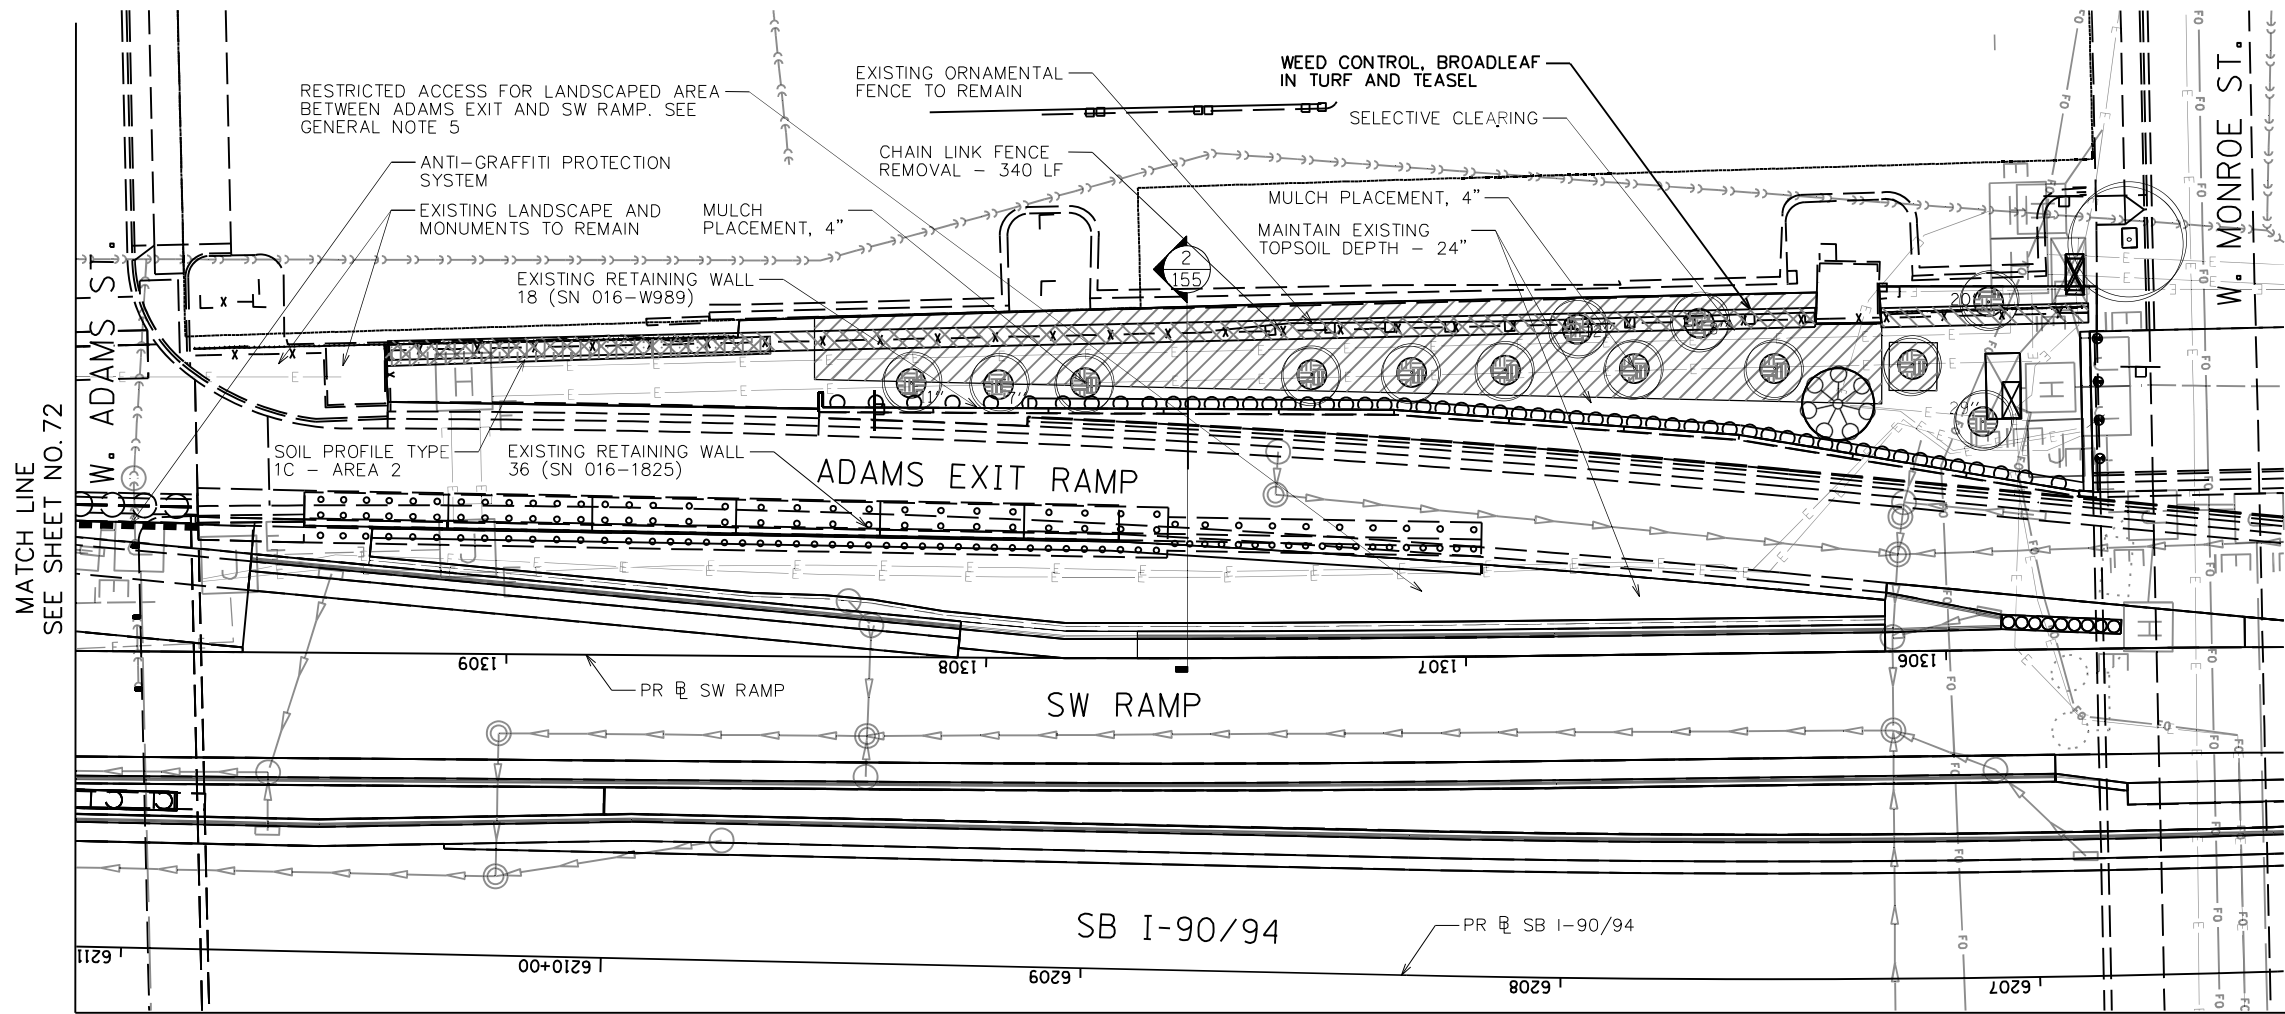 RESTRICTED ACCESS FOR LANDSCAPED AREA
BETWEEN ADAMS EXIT AND SW RAMP. SEE
GENERAL NOTE 5
ANTI-GRAFFITI PROTECTION
SYSTEM
EXISTING LANDSCAPE AND
MONUMENTS TO REMAIN
MULCH
PLACEMENT, 4"
EXISTING RETAINING WALL
18 (SN 016-W989)
EXISTING ORNAMENTAL
FENCE TO REMAIN
CHAIN LINK FENCE
REMOVAL - 340 LF
WEED CONTROL, BROADLEAF
IN TURF AND TEASEL
SELECTIVE CLEARING
MULCH PLACEMENT, 4"
MAINTAIN EXISTING
TOPSOIL DEPTH - 24"
2
155
W. ADAMS ST.
W. MONROE ST.
MATCH LINE
SEE SHEET NO. 72
SOIL PROFILE TYPE
1C - AREA 2
EXISTING RETAINING WALL
36 (SN 016-1825)
ADAMS EXIT RAMP
1309
1308
1307
1306
PR BL SW RAMP
SW RAMP
SB I-90/94
PR BL SB I-90/94
6211
6210+00
6209
6208
6207